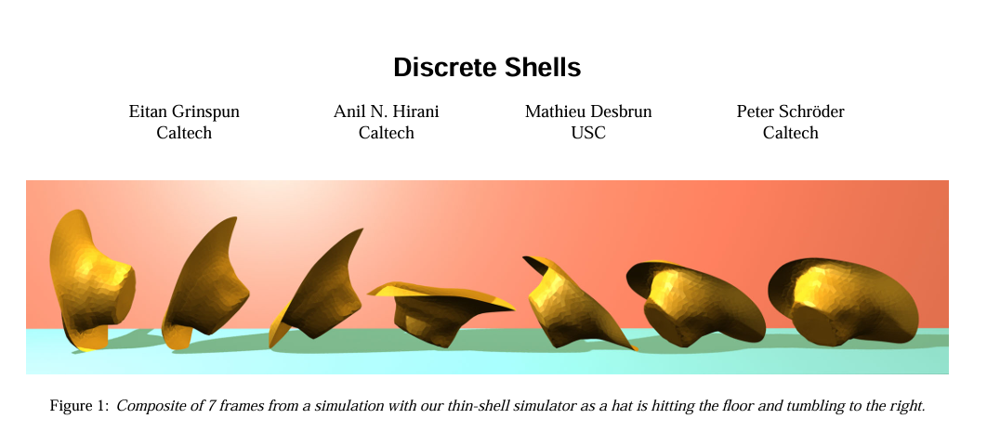 Discrete Shells
Eitan Grinspun Anil N. Hirani Mathieu Desbrun Peter Schröder
Caltech Caltech USC Caltech
Figure 1: Composite of 7 frames from a simulation with our thin-shell simulator as a hat is hitting the floor and tumbling to the right.